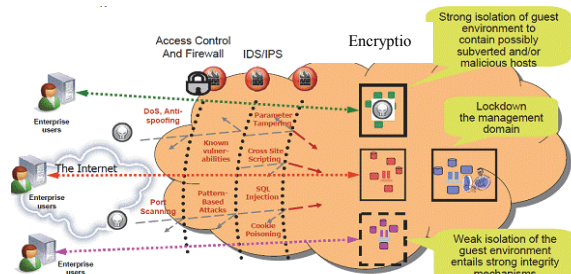 Access Control
And Firewall
IDS/IPS
Encryptio
Strong isolation of guest
environment to
contain possibly
subverted and/or
malicious hosts
Enterprise
users
DoS, Anti-
spoofing
Parameter
Tampering
Known
vulner-
abilities
Cross Site
Scripting
Lockdown
the management
domain
The Internet
Enterprise
users
Port
Scanning
Pattern-
Based
Attacks
SQL
Injection
Cookie
Poisoning
Enterprise
users
Weak isolation of the
guest environment
entails strong integrity
mechanisms